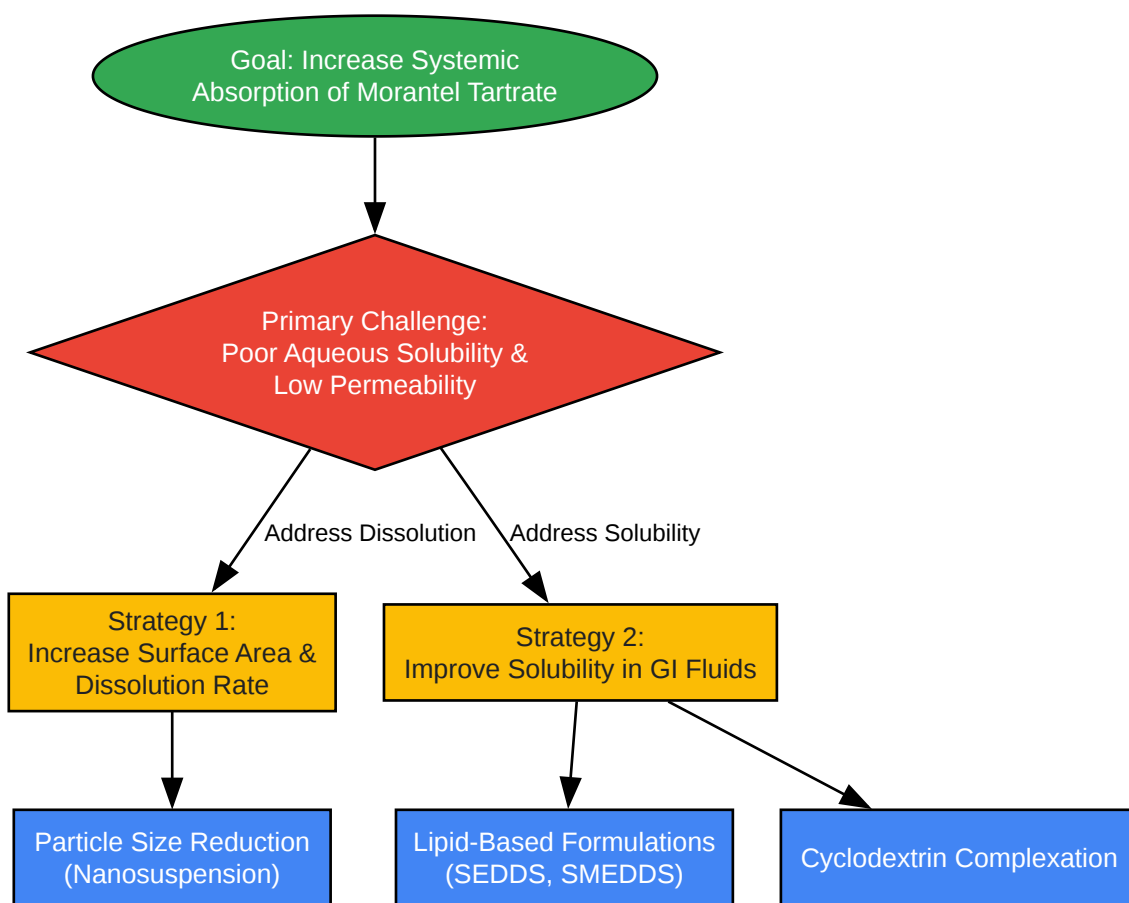 Goal: Increase Systemic
Absorption of Morantel Tartrate
Primary Challenge:
Poor Aqueous Solubility &
Low Permeability
Address Dissolution
Address Solubility
Strategy 1:
Increase Surface Area &
Dissolution Rate
Strategy 2:
Improve Solubility in GI Fluids
Particle Size Reduction
(Nanosuspension)
Lipid-Based Formulations
(SEDDS, SMEDDS)
Cyclodextrin Complexation